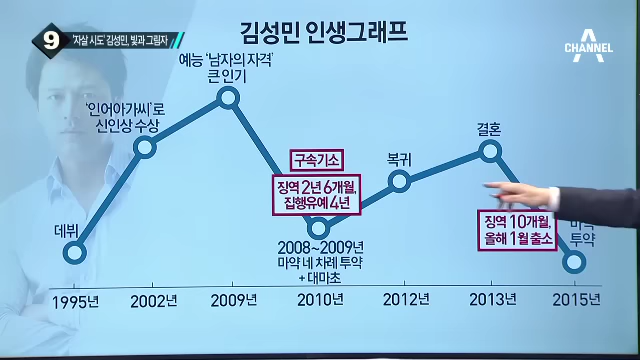 9
'자살 시도' 김성민, 빛과 그림자
김성민 인생그래프
CHANNEL A
예능 '남자의 자격'
큰 인기
'인어아가씨'로
신인상 수상
데뷔
구속기소
징역 2년 6개월,
집행유예 4년
2008~2009년
마약 네 차례 투약
+ 대마초
복귀
결혼
징역 10개월,
올해 1월 출소
마약
투약
1995년 2002년 2009년 2010년 2012년 2013년 2015년